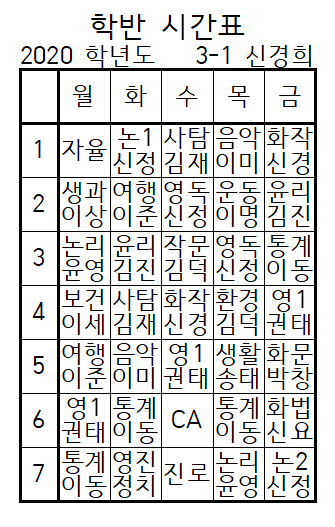 학반 시간표
2020 학년도 3-1 신경희
월 화 수 목 금
1 자율 논1 사탐 음악 화작
신정 김재 이미 신경
2 생과 여행 영독 운동 윤리
이상 이준 신정 이명 김진
3 논리 윤리 작문 영독 통계
윤영 김진 김덕 신정 이동
4 보건 사탐 화작 환경 영1
이세 김재 신경 김덕 권태
5 여행 음악 영1 생활 화문
이준 이미 권태 송태 박창
6 영1 통계 CA 통계 화법
권태 이동 이동 신요
7 통계 영진 진로 논리 논2
이동 정치 윤영 신정